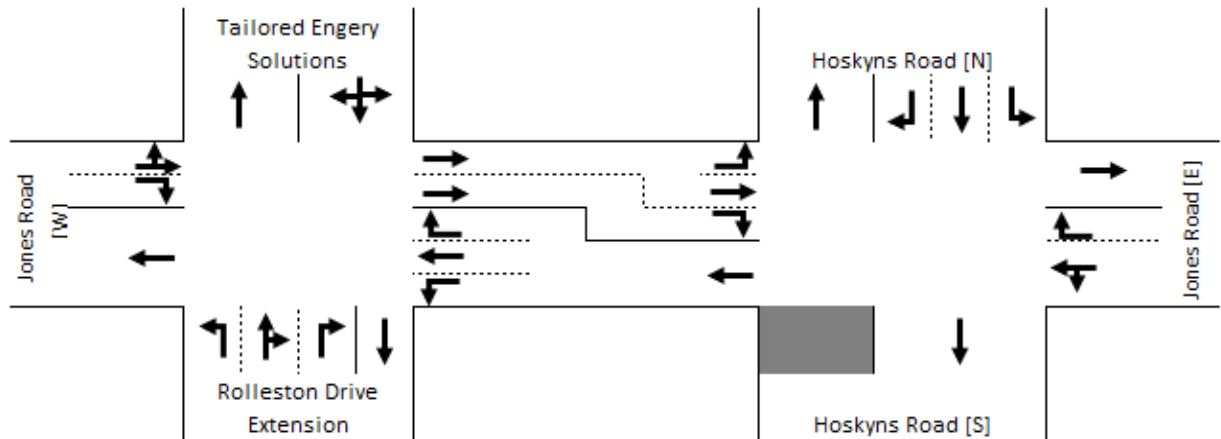 Tailored Engery
Solutions
Hoskyns Road [N]
Jones Road
[W]
Jones Road [E]
Rolleston Drive
Extension
Hoskyns Road [S]